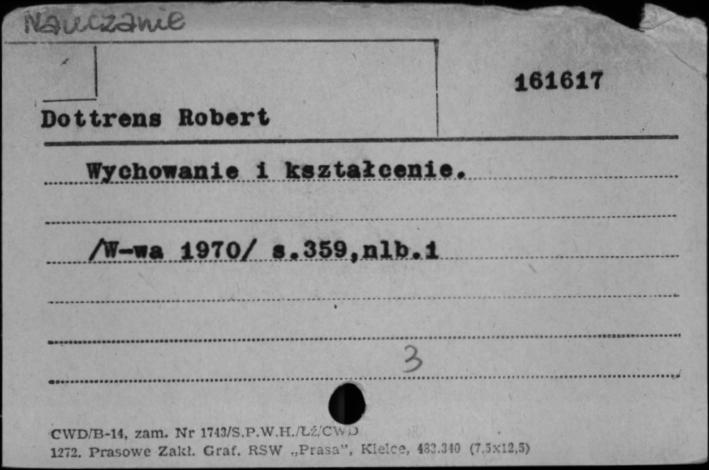 Nauczanie
161617
Dottrens Robert
Wychowanie i kształcenie.
/W-wa 1970/ s.359,nlb.1
3
CWD/B-14, zam. Nr 1743/S.P.W.H./Łź/CWD
1272. Prasowe Zakł. Graf. RSW „Prasa”, Kielce, 483.340 (7,5x12,5)